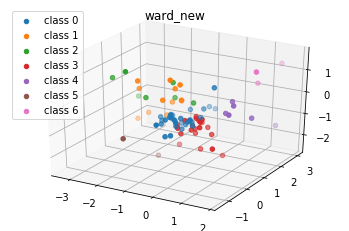 ward_new
class 0
class 1
class 2
class 3
class 4
class 5
class 6
1
0
−1
−2
−3
−2
−1
0
1
2
−1
0
1
2
3